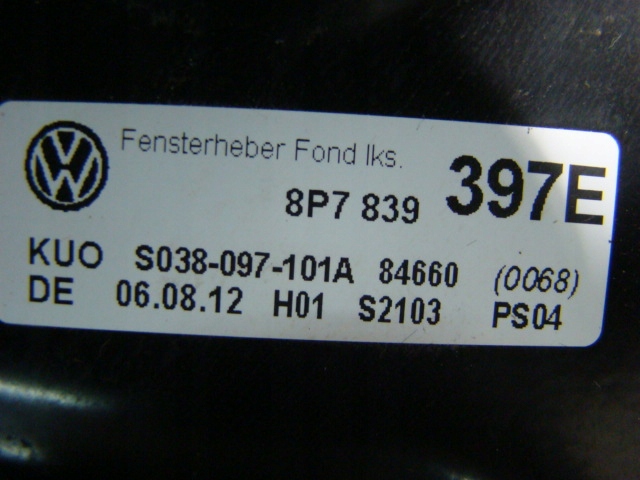 Fensterheber Fond lks.
8P7 839 397E
KUO S038-097-101A 84660 (0068)
DE 06.08.12 H01 S2103 PS04